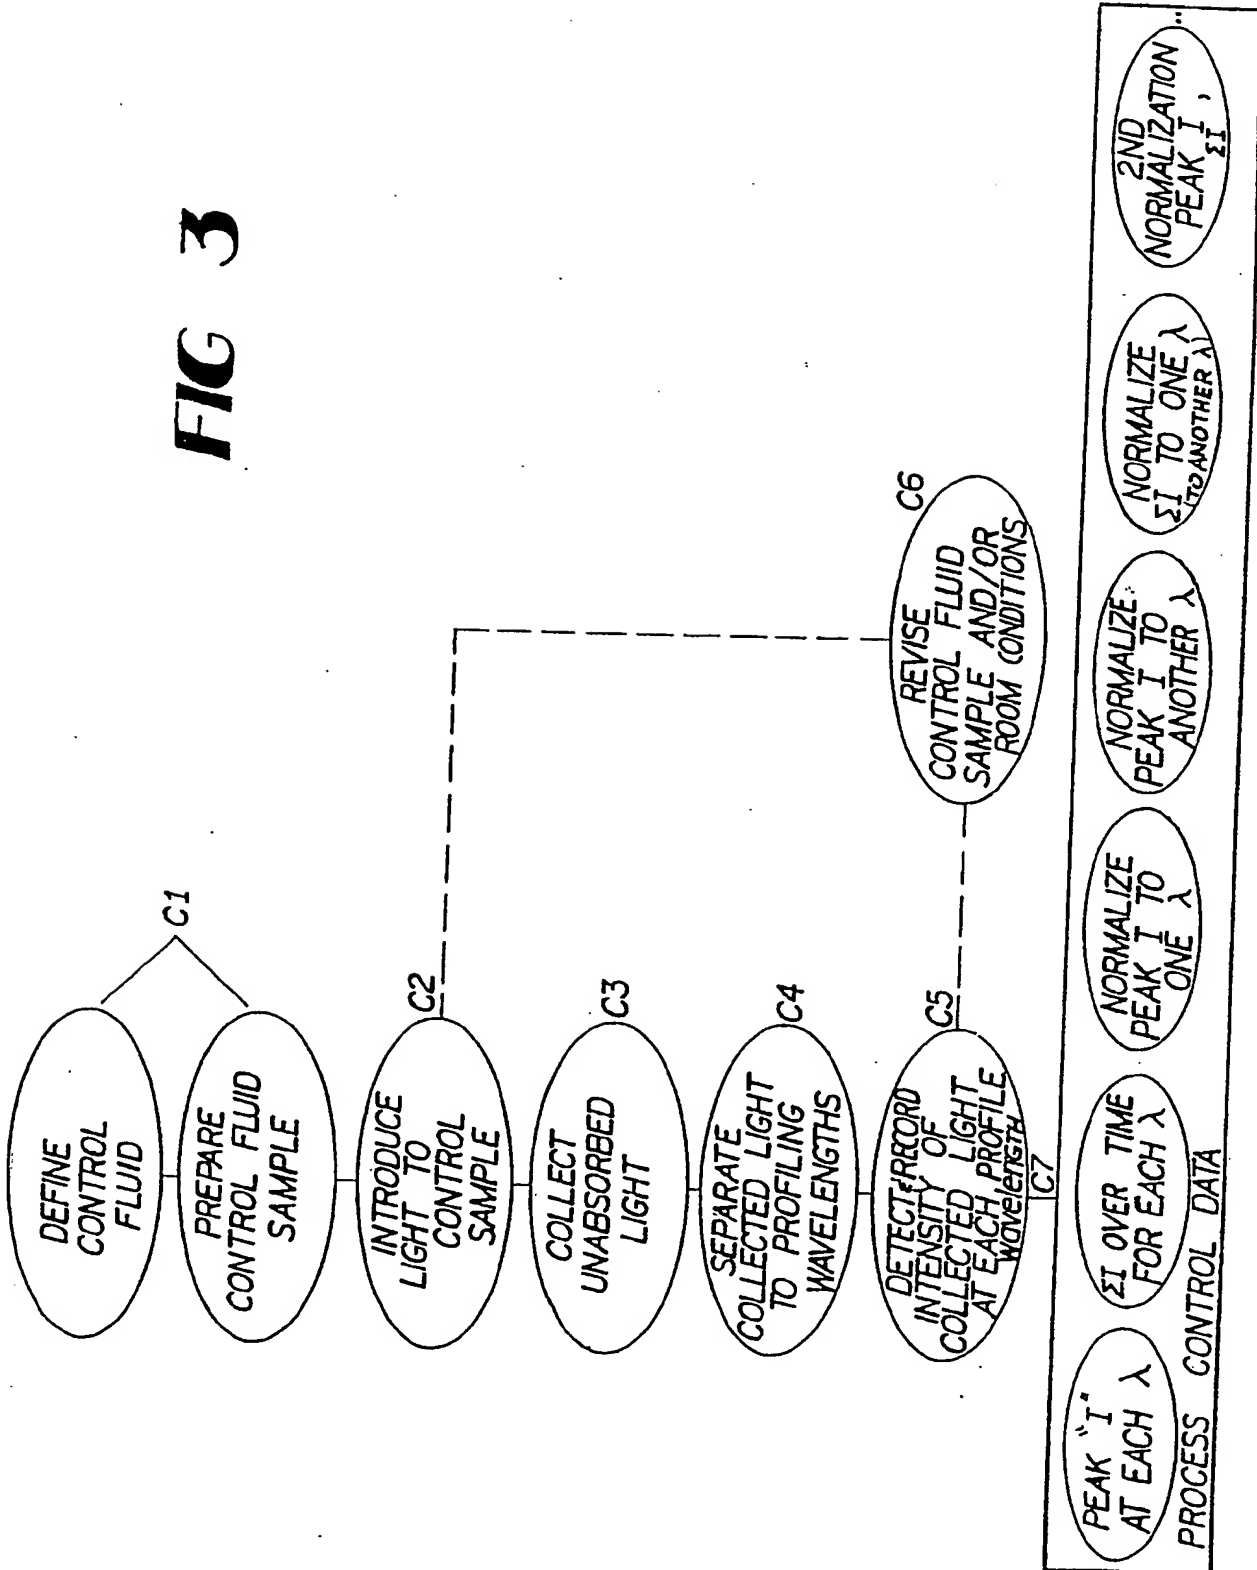 FIG 3
DEFINE
CONTROL
FLUID
C1
PREPARE
CONTROL FLUID
SAMPLE
INTRODUCE
LIGHT TO
CONTROL
SAMPLE
C2
COLLECT
UNABSORBED
LIGHT
C3
SEPARATE
COLLECTED LIGHT
TO PROFILING
WAVELENGTHS
C4
DETECT & RECORD
INTENSITY OF
COLLECTED LIGHT
AT EACH PROFILE
WAVELENGTH
C5
REVISE
CONTROL FLUID
SAMPLE AND/OR
ROOM CONDITIONS
C6
C7
PEAK "I"
AT EACH λ
ΣI OVER TIME
FOR EACH λ
NORMALIZE
PEAK I TO
ONE λ
NORMALIZE
PEAK I TO
ANOTHER λ
NORMALIZE
ΣI TO ONE λ
(TO ANOTHER λ)
2ND
NORMALIZATION
PEAK I,
ΣI
...
PROCESS CONTROL DATA